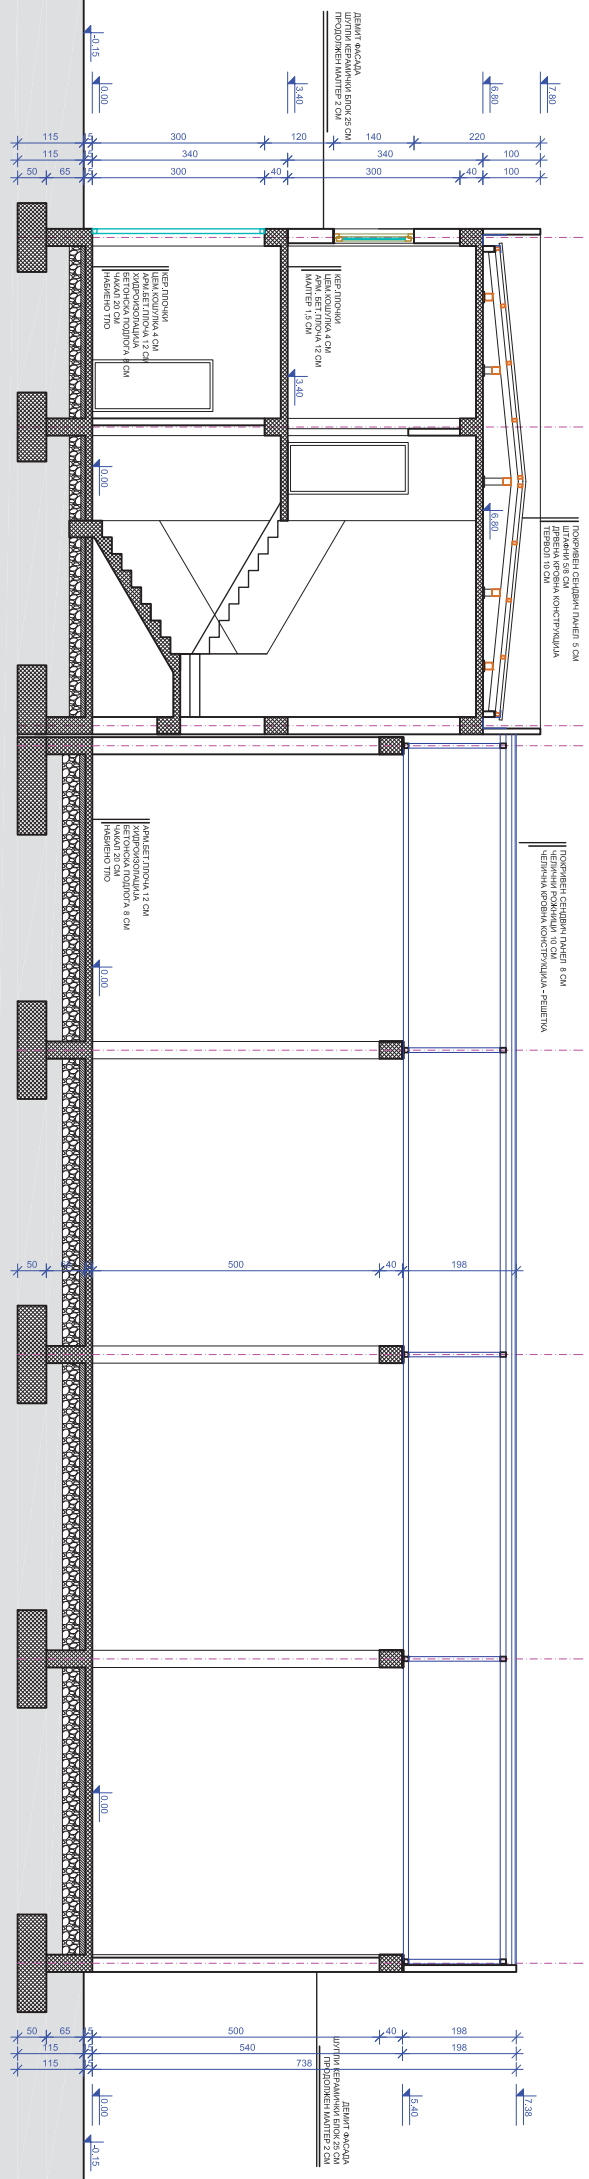 ДЕМИТ ФАСАДА
ШУПЛИ КЕРАМИЧКИ БЛОК 25 СМ
ПРОДОЛЖЕН МАЛТЕР 2 СМ
-0.15
0.00
3.40
6.80
7.80
115
15
300
120
140
220
115
15
340
340
100
50
65
15
300
40
300
40
100
КЕР.ПЛОЧКИ
ЦЕМ.КОШУЛКА 4 СМ
АРМ.БЕТ.ПЛОЧА 12 СМ
ХИДРОИЗОЛАЦИЈА
БЕТОНСКА ПОДЛОГА 8 СМ
ЧАКАЛ 20 СМ
НАБИЕНО ТЛО
КЕР.ПЛОЧКИ
ЦЕМ.КОШУЛКА 4 СМ
АРМ. БЕТ.ПЛОЧА 12 СМ
МАЛТЕР 1,5 СМ
3.40
0.00
6.80
ПОКРИВЕН СЕНДВИЧ ПАНЕЛ 5 СМ
ШТАФНИ 5/8 СМ
ДРВЕНА КРОВНА КОНСТРУКЦИЈА
ТЕРВОЛ 10 СМ
АРМ.БЕТ.ПЛОЧА 12 СМ
ХИДРОИЗОЛАЦИЈА
БЕТОНСКА ПОДЛОГА 8 СМ
ЧАКАЛ 20 СМ
НАБИЕНО ТЛО
ПОКРИВЕН СЕНДВИЧ ПАНЕЛ 8 СМ
ЧЕЛИЧНИ РОЖНИЦИ 10 СМ
ЧЕЛИЧНА КРОВНА КОНСТРУКЦИЈА - РЕШЕТКА
0.00
50
500
40
198
0.00
50
65
15
500
40
198
115
15
540
198
115
15
738
ДЕМИТ ФАСАДА
ШУПЛИ КЕРАМИЧКИ БЛОК 25 СМ
ПРОДОЛЖЕН МАЛТЕР 2 СМ
0.00
-0.15
5.40
7.38